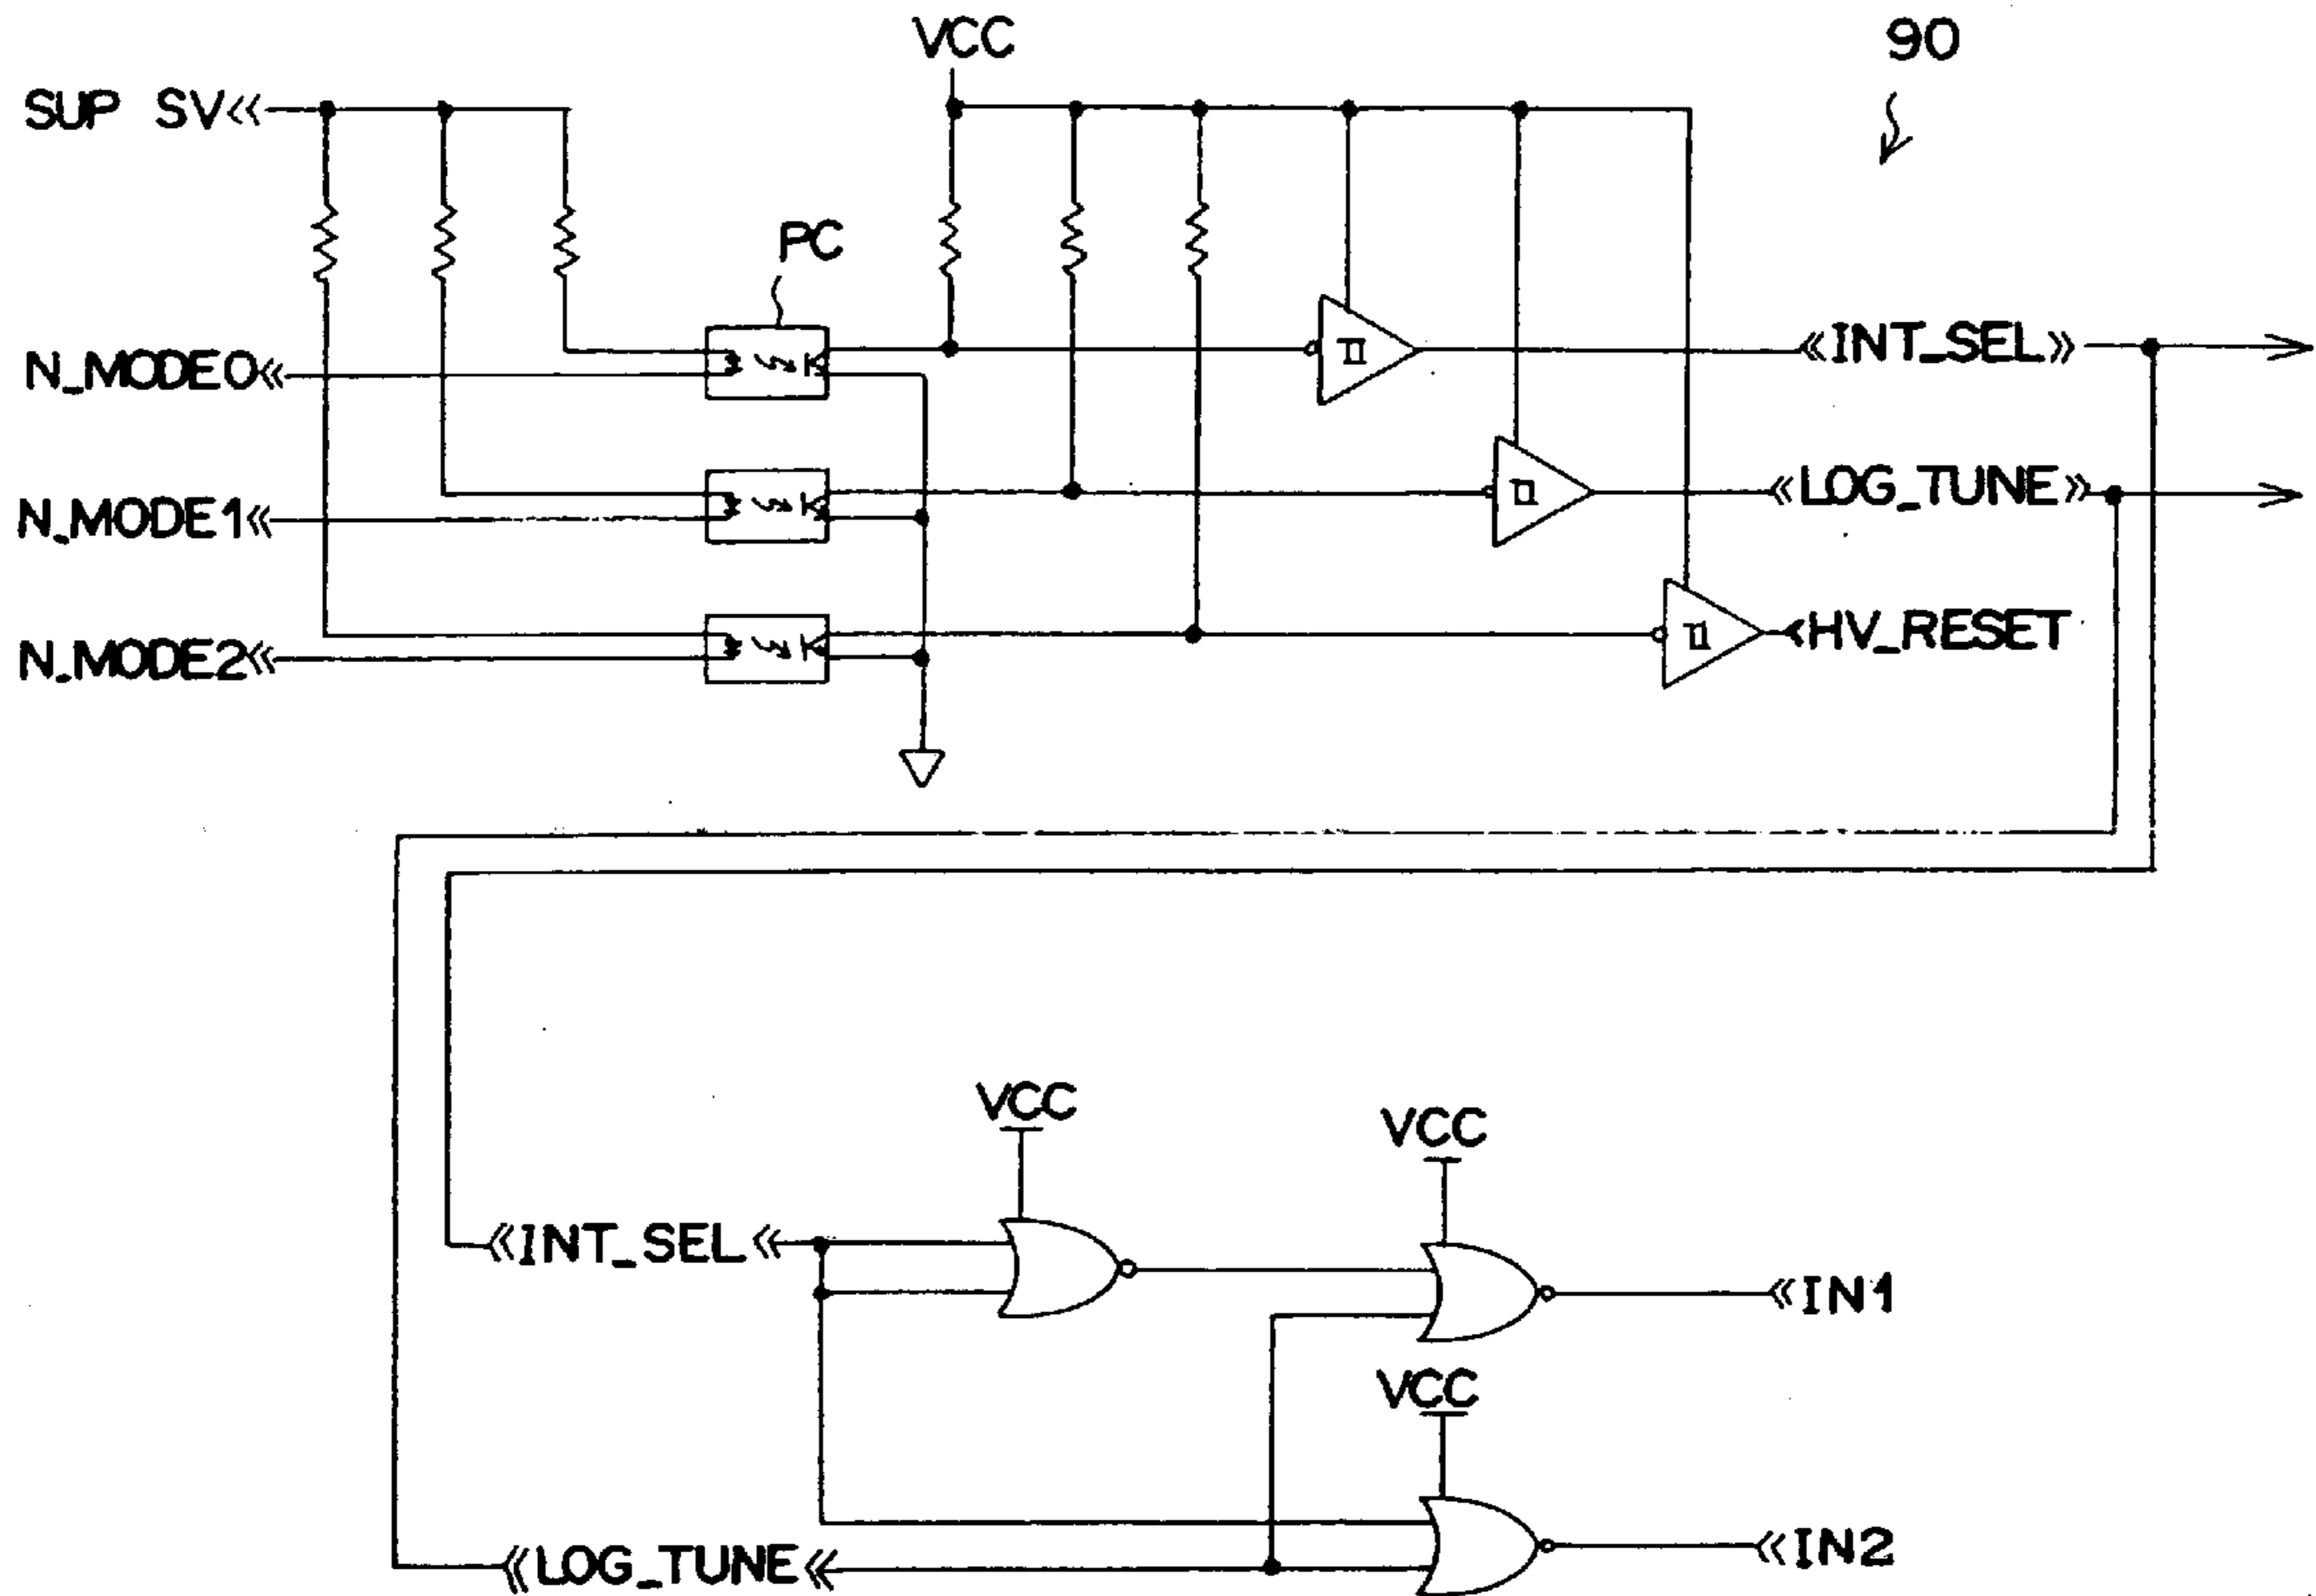 VCC
90
SUP SV
PC
N_MODE0
INT_SEL
N_MODE1
LOG_TUNE
N_MODE2
HV_RESET
VCC
VCC
INT_SEL
IN1
VCC
LOG_TUNE
IN2